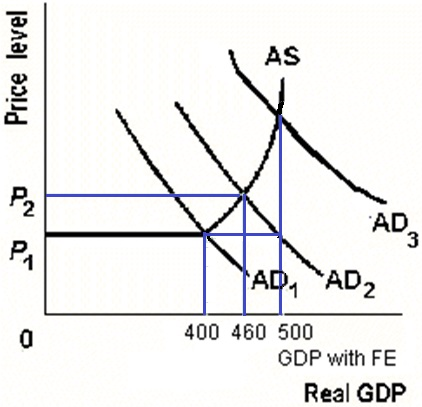 Price level
AS
P2
P1
AD3
AD1
AD2
0
400 460 500
GDP with FE
Real GDP